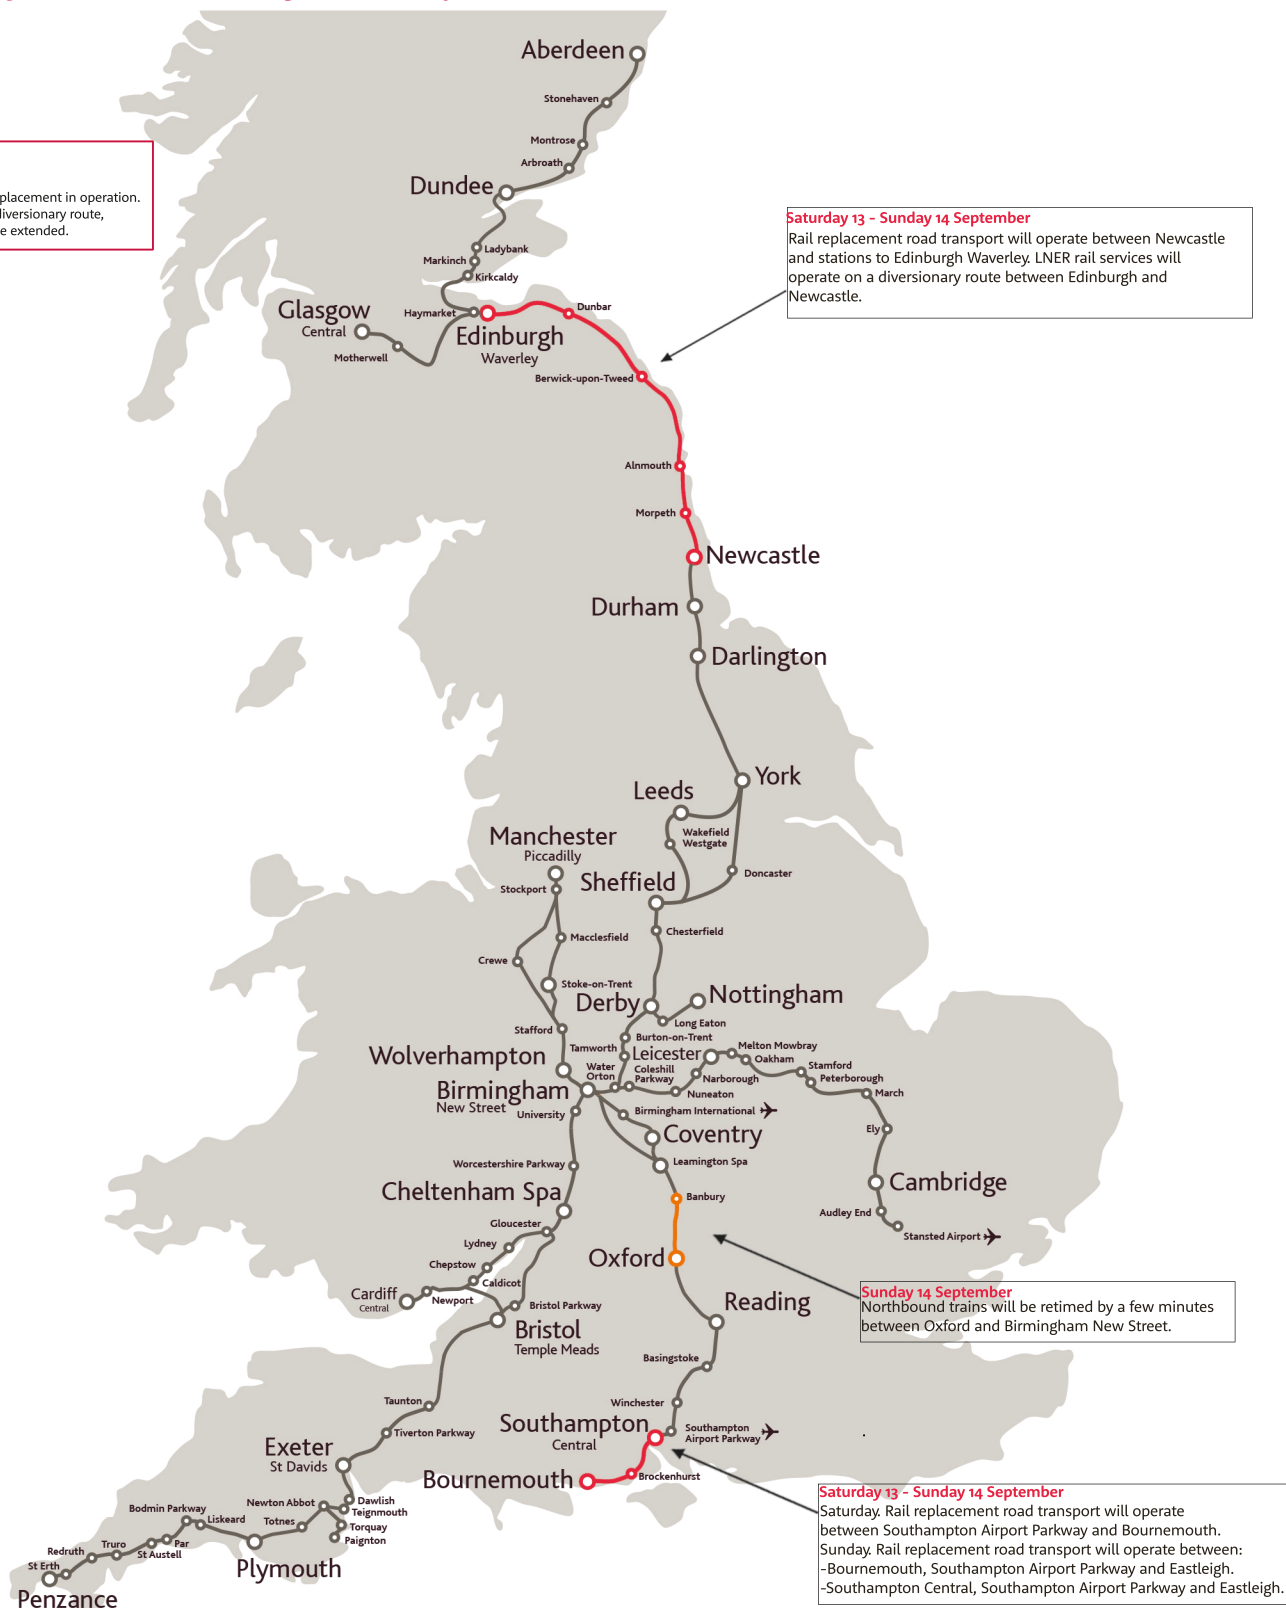 Aberdeen
Stonehaven
Montrose
Arbroath
placement in operation.
diversionary route,
e extended.
Dundee
Saturday 13 - Sunday 14 September
Rail replacement road transport will operate between Newcastle
and stations to Edinburgh Waverley. LNER rail services will
operate on a diversionary route between Edinburgh and
Newcastle.
Ladybank
Markinch
Kirkcaldy
Glasgow
Central
Haymarket
Dunbar
Edinburgh
Waverley
Motherwell
Berwick-upon-Tweed
Alnmouth
Morpeth
Newcastle
Durham
Darlington
York
Leeds
Wakefield
Westgate
Manchester
Piccadilly
Stockport
Sheffield
Doncaster
Chesterfield
Macclesfield
Crewe
Stoke-on-Trent
Derby
Nottingham
Long Eaton
Stafford
Burton-on-Trent
Tamworth
Leicester
Melton Mowbray
Oakham
Wolverhampton
Water
Orton
Coleshill
Parkway
Narborough
Stamford
Peterborough
Birmingham
New Street
Nuneaton
March
University
Birmingham International
Ely
Coventry
Worcestershire Parkway
Leamington Spa
Cheltenham Spa
Banbury
Cambridge
Gloucester
Audley End
Stansted Airport
Lydney
Oxford
Chepstow
Caldicot
Cardiff
Central
Newport
Bristol Parkway
Sunday 14 September
Northbound trains will be retimed by a few minutes
between Oxford and Birmingham New Street.
Reading
Bristol
Temple Meads
Basingstoke
Taunton
Winchester
Tiverton Parkway
Southampton
Central
Southampton
Airport Parkway
Exeter
St Davids
Bournemouth
Brockenhurst
Saturday 13 - Sunday 14 September
Saturday. Rail replacement road transport will operate
between Southampton Airport Parkway and Bournemouth.
Sunday. Rail replacement road transport will operate between:
-Bournemouth, Southampton Airport Parkway and Eastleigh.
-Southampton Central, Southampton Airport Parkway and Eastleigh.
Newton Abbot
Dawlish
Teignmouth
Bodmin Parkway
Liskeard
Totnes
Torquay
Paignton
Redruth
Truro
Par
St Austell
St Erth
Plymouth
Penzance